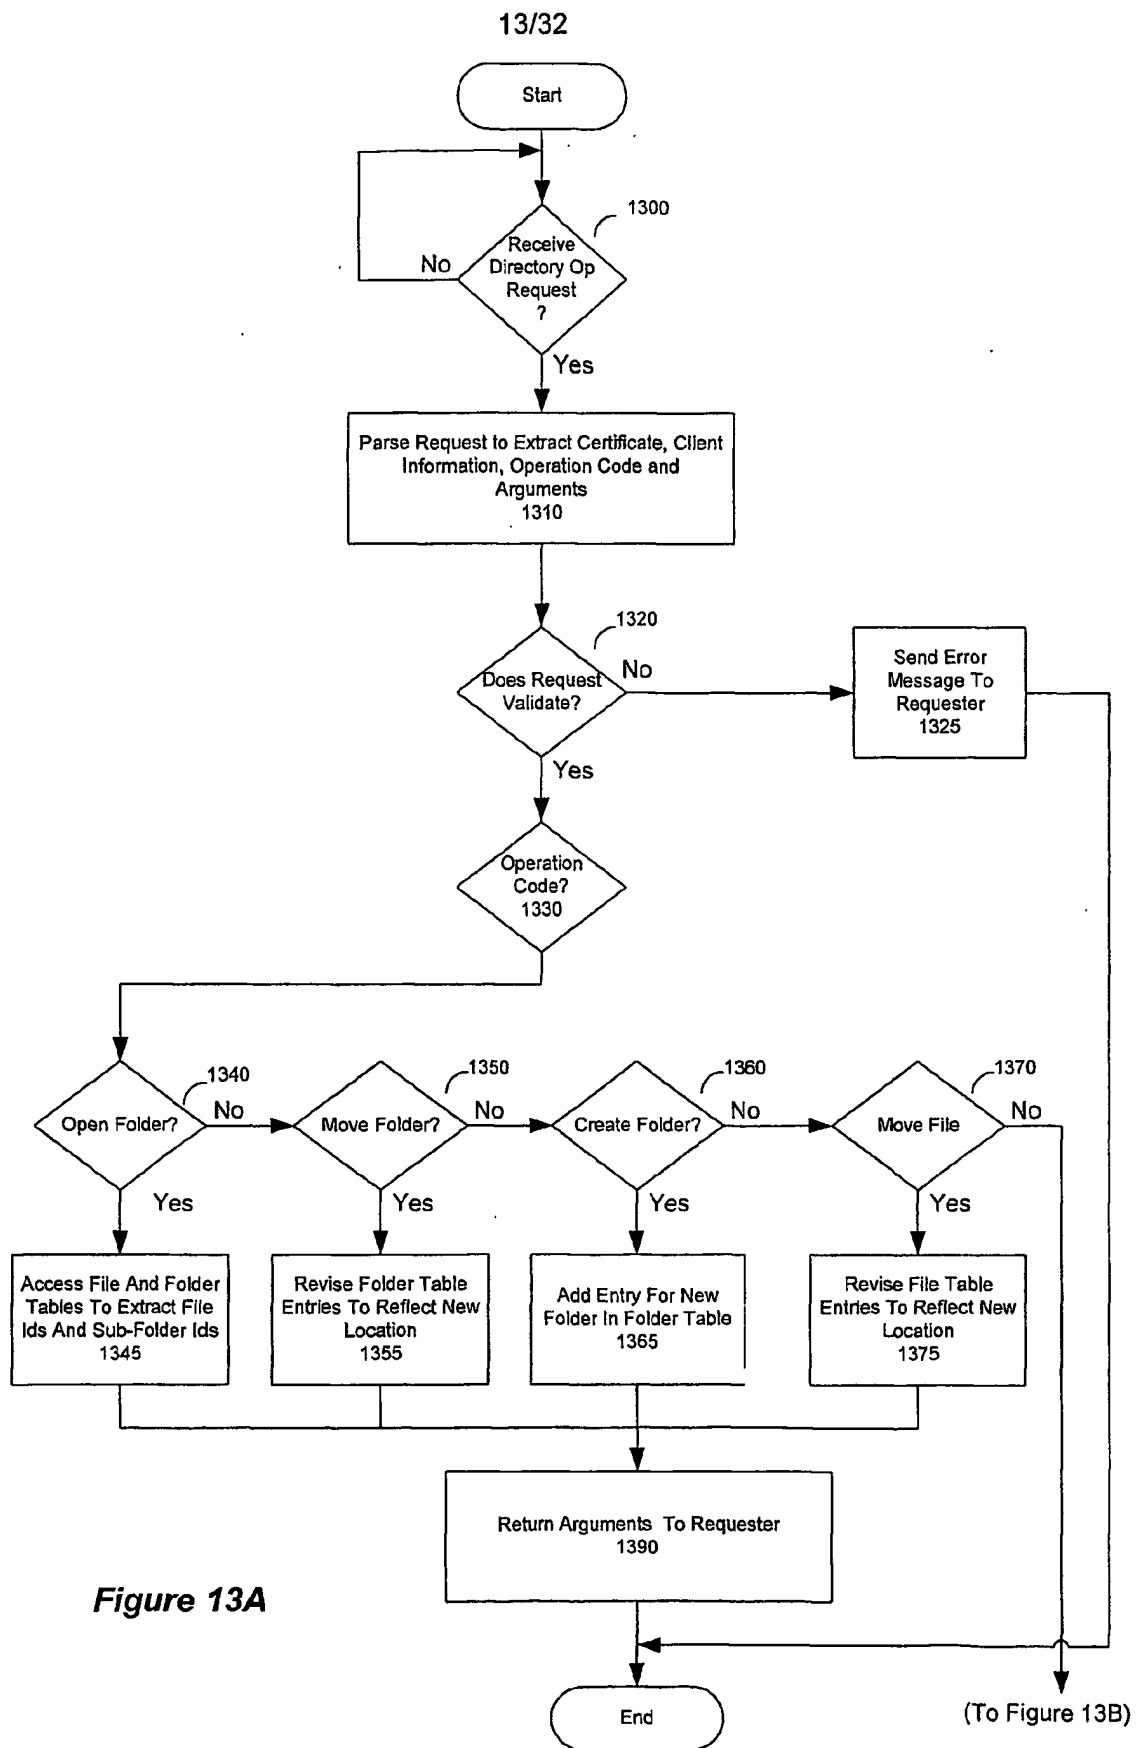 13/32
Start
1300
Receive
Directory Op
Request
?
No
Yes
Parse Request to Extract Certificate, Client
Information, Operation Code and
Arguments
1310
1320
Does Request
Validate?
No
Send Error
Message To
Requester
1325
Yes
Operation
Code?
1330
1340
Open Folder?
No
1350
Move Folder?
No
1360
Create Folder?
No
1370
Move File
No
Yes
Yes
Yes
Yes
Access File And Folder
Tables To Extract File
Ids And Sub-Folder Ids
1345
Revise Folder Table
Entries To Reflect New
Location
1355
Add Entry For New
Folder In Folder Table
1365
Revise File Table
Entries To Reflect New
Location
1375
Return Arguments To Requester
1390
Figure 13A
End
(To Figure 13B)